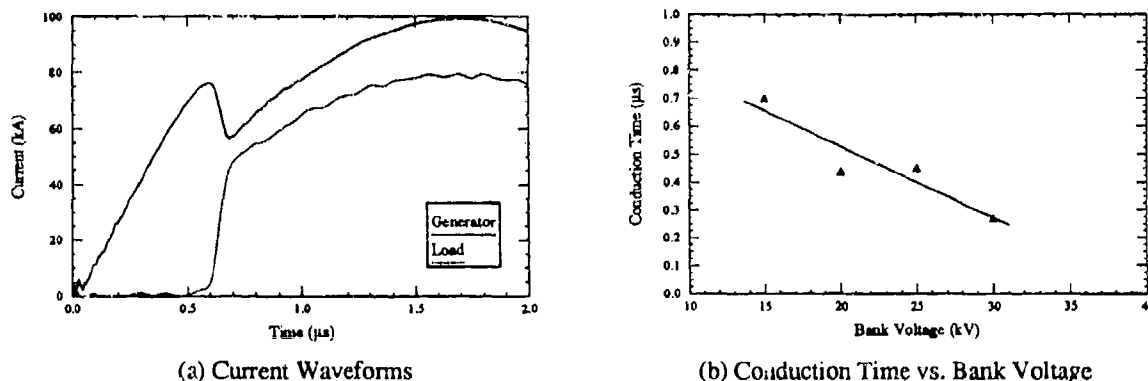 100
80
60
40
20
0
Current (kA)
0.0 0.5 1.0 1.5 2.0
Time (µs)
Generator
Load
(a) Current Waveforms
1.0
0.9
0.8
0.7
0.6
0.5
0.4
0.3
0.2
0.1
0.0
Conduction Time (µs)
10 15 20 25 30 35
Bank Voltage (kV)
(b) Conduction Time vs. Bank Voltage